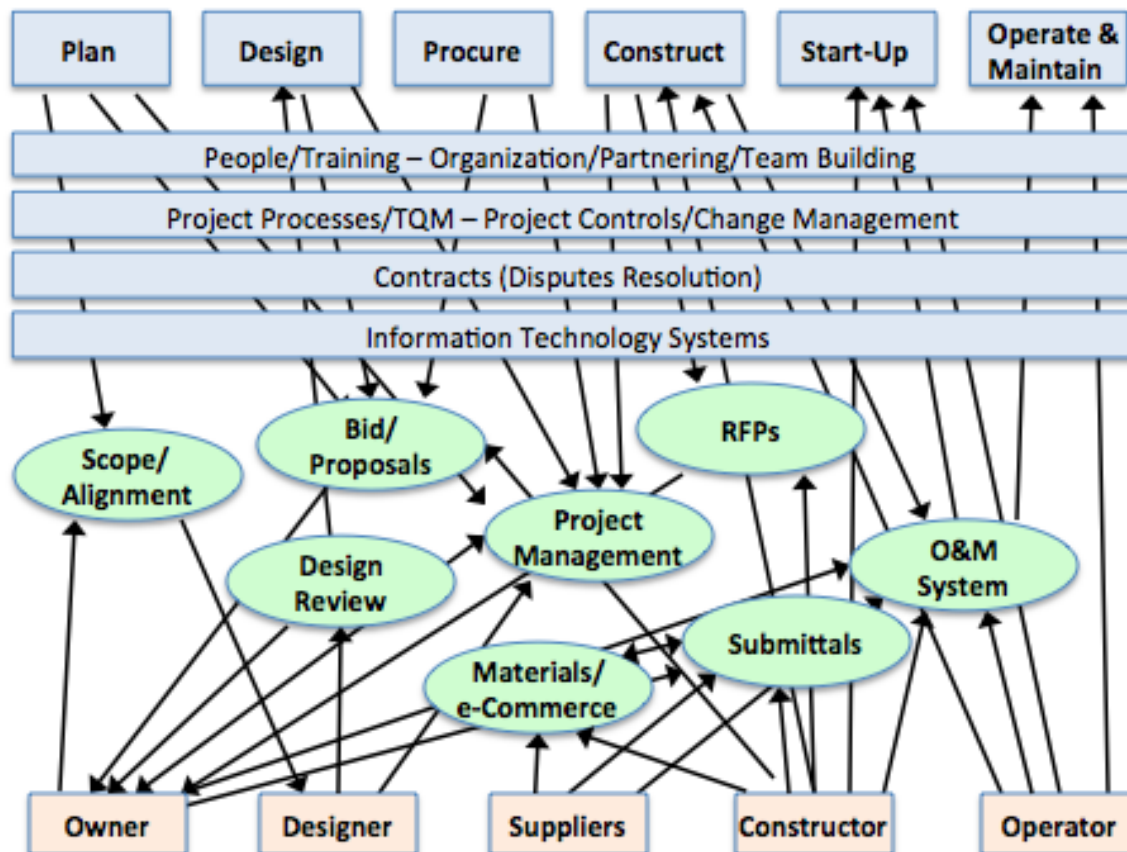 Plan
Design
Procure
Construct
Start-Up
Operate &
Maintain
People/Training – Organization/Partnering/Team Building
Project Processes/TQM – Project Controls/Change Management
Contracts (Disputes Resolution)
Information Technology Systems
Scope/
Alignment
Bid/
Proposals
RFPs
Project
Management
Design
Review
O&M
System
Submittals
Materials/
e-Commerce
Owner
Designer
Suppliers
Constructor
Operator